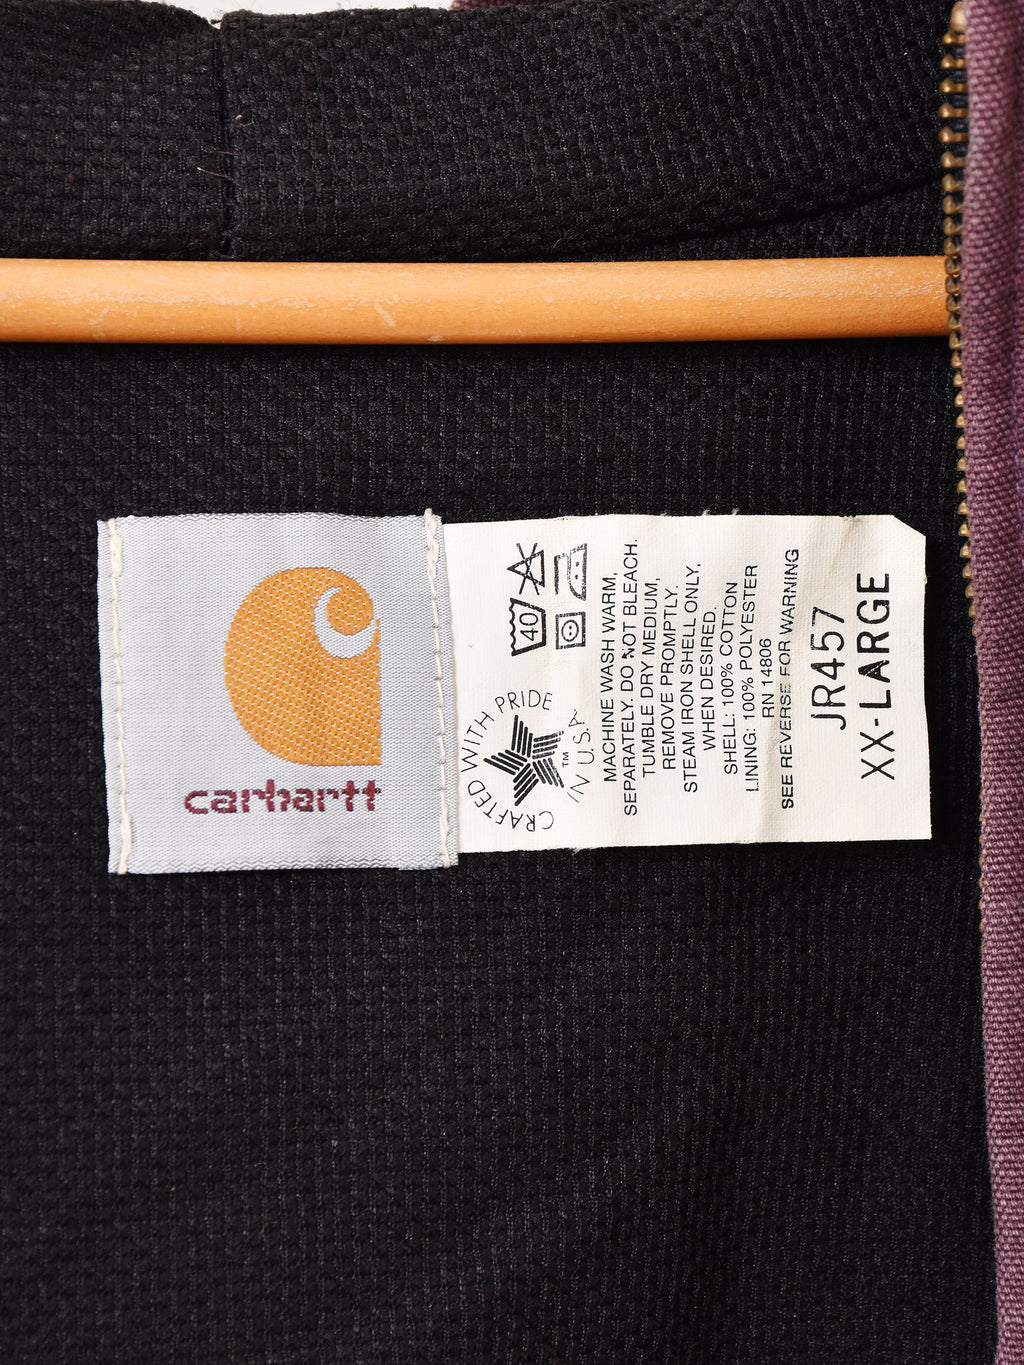 carhartt
CRAFTED WITH PRIDE
IN U.S.A.
TM
40
MACHINE WASH WARM,
SEPARATELY. DO NOT BLEACH.
TUMBLE DRY MEDIUM,
REMOVE PROMPTLY.
STEAM IRON SHELL ONLY,
WHEN DESIRED.
SHELL: 100% COTTON
LINING: 100% POLYESTER
RN 14806
SEE REVERSE FOR WARNING
JR457
XX-LARGE